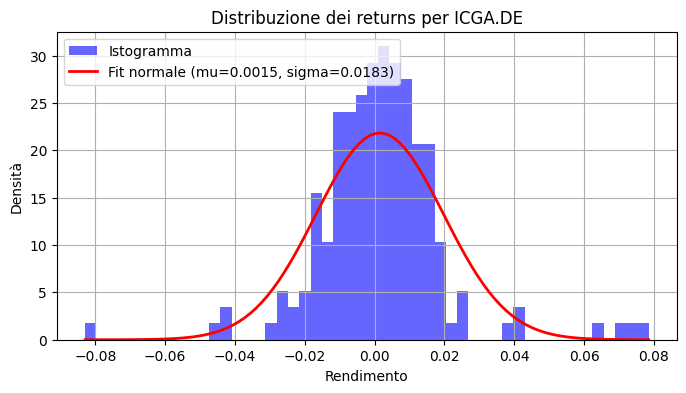 Distribuzione dei returns per ICGA.DE
Istogramma
Fit normale (mu=0.0015, sigma=0.0183)
Densità
30
25
20
15
10
5
0
−0.08 −0.06 −0.04 −0.02 0.00 0.02 0.04 0.06 0.08
Rendimento